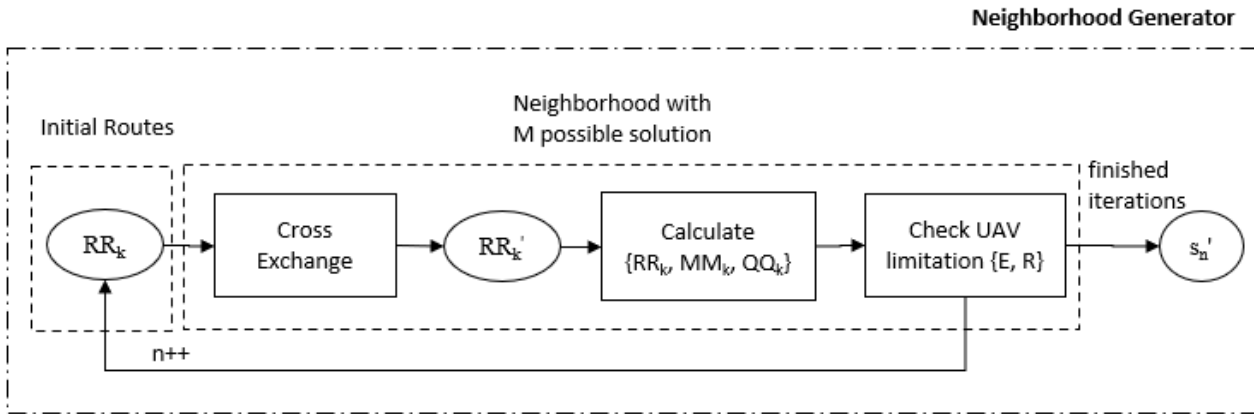 Neighborhood Generator
Neighborhood with
M possible solution
Initial Routes
finished
iterations
RRₖ
Cross
Exchange
RRₖ'
Calculate
{RRₖ, MMₖ, QQₖ}
Check UAV
limitation {E, R}
sₙ'
n++